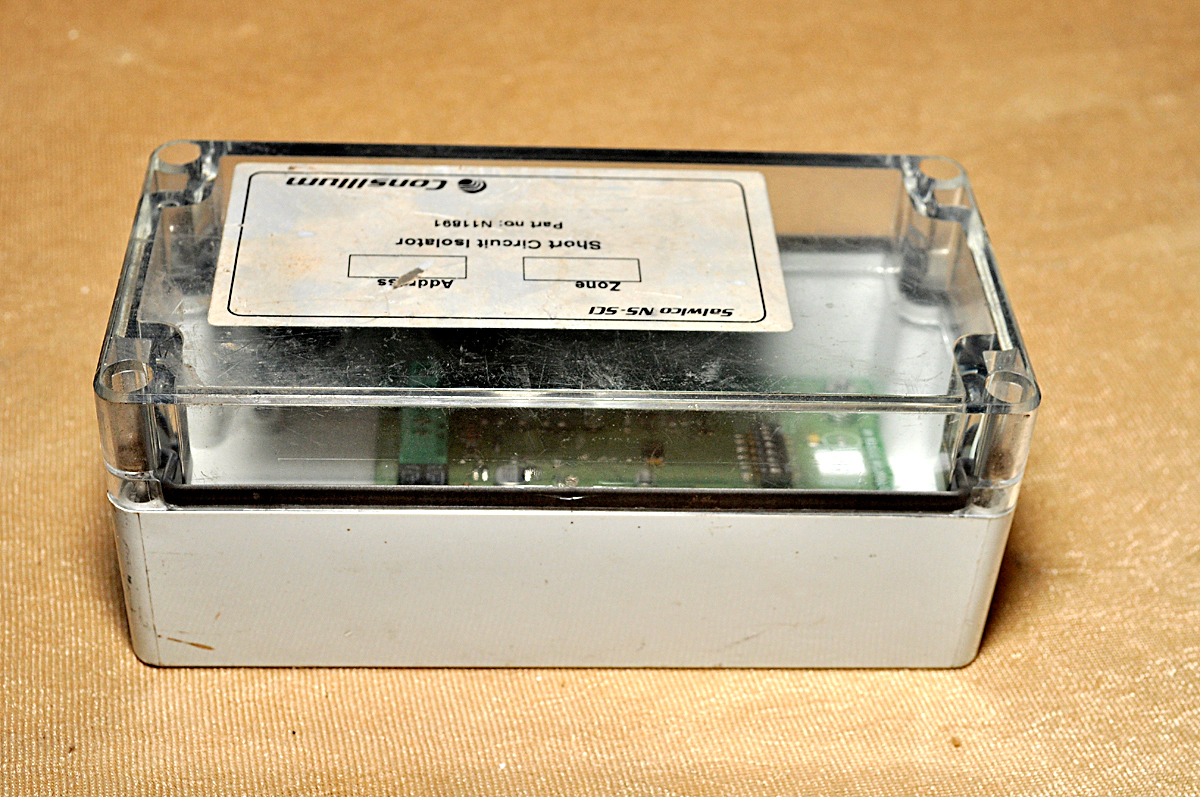 Salwico NS-SCI
Zone Address
Short Circuit Isolator
Part no: N11891
Consilium